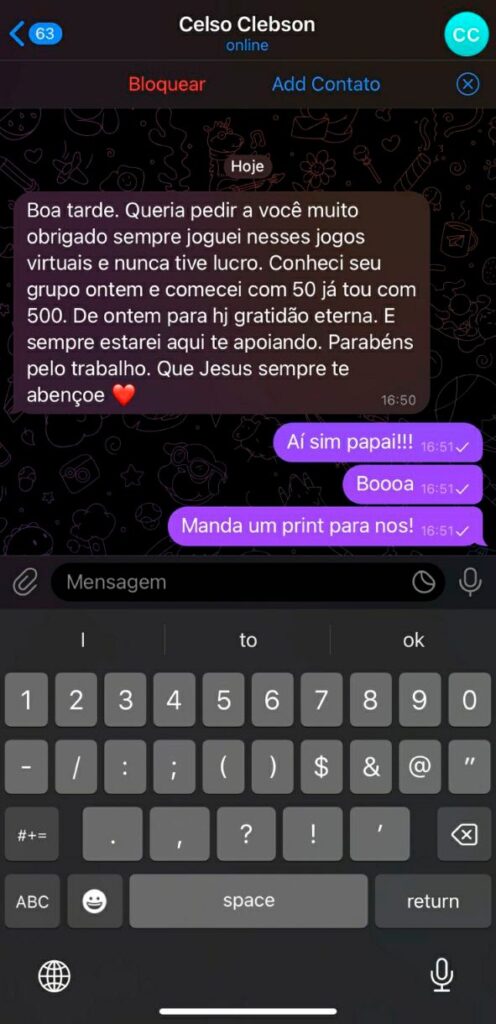 63
Celso Clebson
online
CC
Bloquear
Add Contato
Hoje
Boa tarde. Queria pedir a você muito
obrigado sempre joguei nesses jogos
virtuais e nunca tive lucro. Conheci seu
grupo ontem e comecei com 50 já tou com
500. De ontem para hj gratidão eterna. E
sempre estarei aqui te apoiando. Parabéns
pelo trabalho. Que Jesus sempre te
abençoe ❤️ 16:50
Aí sim papai!!! 16:51
Boooa 16:51
Manda um print para nos! 16:51
Mensagem
I to ok
1 2 3 4 5 6 7 8 9 0
- / : ; ( ) $ & @ "
#+= . , ? ! '
ABC space return